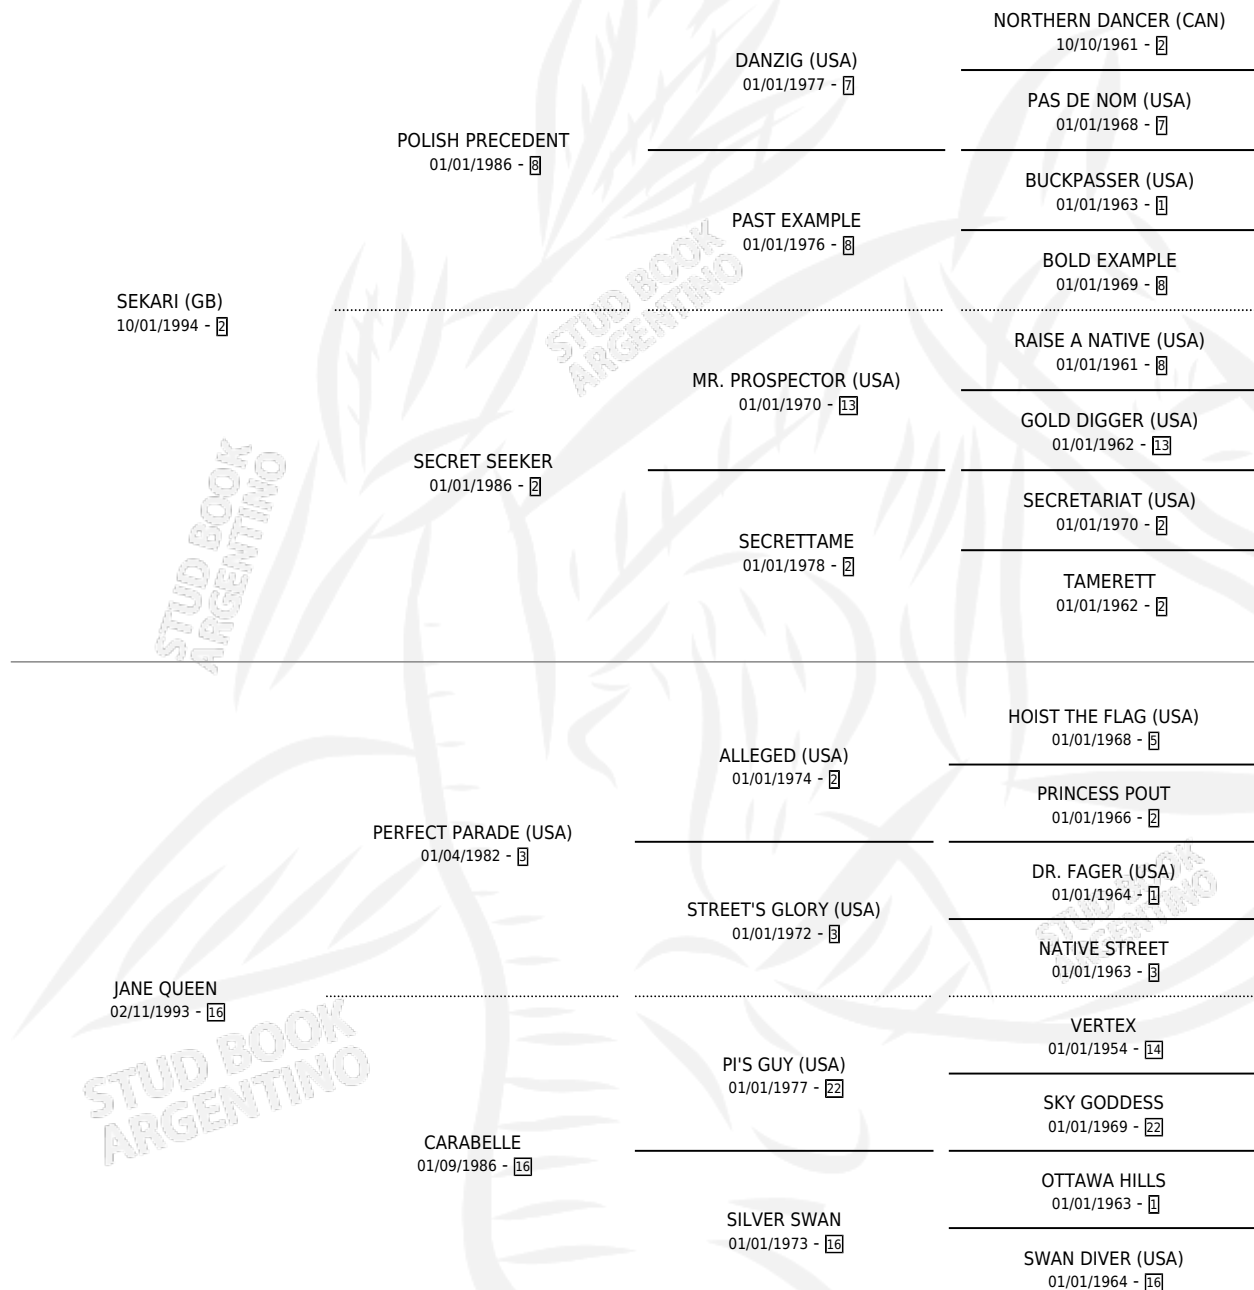 NORTHERN DANCER (CAN)
10/10/1961 - 2
DANZIG (USA)
01/01/1977 - 7
PAS DE NOM (USA)
01/01/1968 - 7
POLISH PRECEDENT
01/01/1986 - 8
BUCKPASSER (USA)
01/01/1963 - 1
PAST EXAMPLE
01/01/1976 - 8
BOLD EXAMPLE
01/01/1969 - 8
SEKARI (GB)
10/01/1994 - 2
RAISE A NATIVE (USA)
01/01/1961 - 8
MR. PROSPECTOR (USA)
01/01/1970 - 13
GOLD DIGGER (USA)
01/01/1962 - 13
SECRET SEEKER
01/01/1986 - 2
SECRETARIAT (USA)
01/01/1970 - 2
SECRETTAME
01/01/1978 - 2
TAMERETT
01/01/1962 - 2
HOIST THE FLAG (USA)
01/01/1968 - 5
ALLEGED (USA)
01/01/1974 - 2
PRINCESS POUT
01/01/1966 - 2
PERFECT PARADE (USA)
01/04/1982 - 3
DR. FAGER (USA)
01/01/1964 - 1
STREET'S GLORY (USA)
01/01/1972 - 3
NATIVE STREET
01/01/1963 - 3
JANE QUEEN
02/11/1993 - 16
VERTEX
01/01/1954 - 14
PI'S GUY (USA)
01/01/1977 - 22
SKY GODDESS
01/01/1969 - 22
CARABELLE
01/09/1986 - 16
OTTAWA HILLS
01/01/1963 - 1
SILVER SWAN
01/01/1973 - 16
SWAN DIVER (USA)
01/01/1964 - 16
STUD BOOK
ARGENTINO
STUD BOOK
ARGENTINO
STUD BOOK
ARGENTINO
STUD BOOK
ARGENTINO